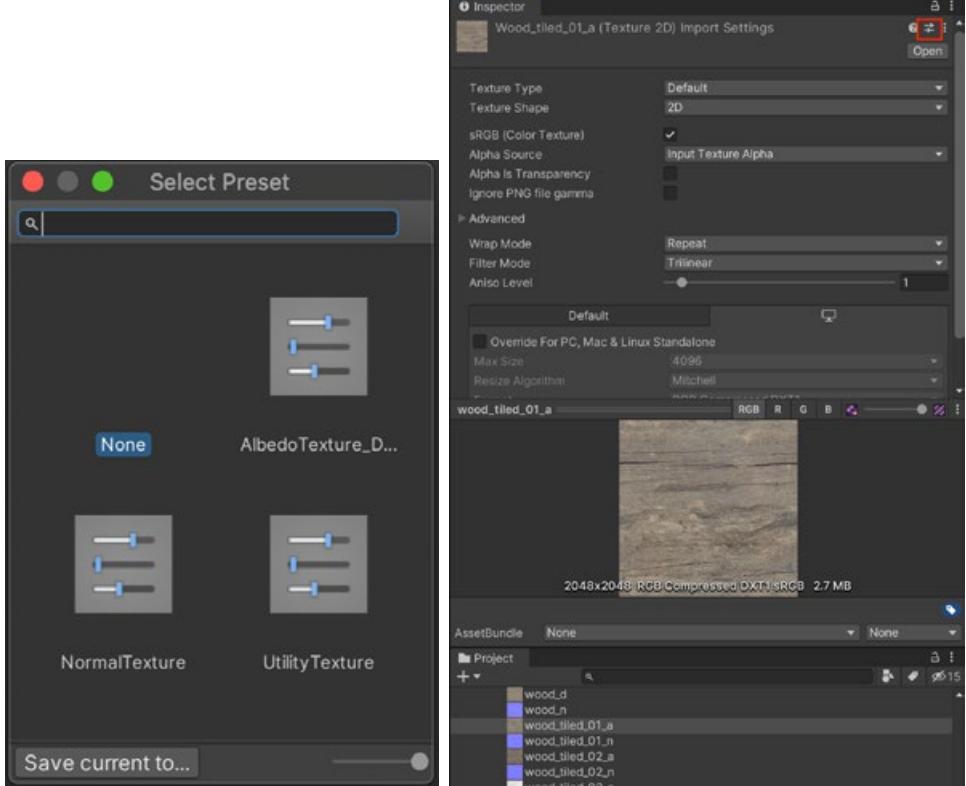 Select Preset
None
AlbedoTexture_D...
NormalTexture
UtilityTexture
Save current to...
Inspector
Wood_tiled_01_a (Texture 2D) Import Settings
Open
Texture Type Default
Texture Shape 2D
sRGB (Color Texture)
Alpha Source Input Texture Alpha
Alpha Is Transparency
Ignore PNG file gamma
Advanced
Wrap Mode Repeat
Filter Mode Trilinear
Aniso Level 1
Default
Override For PC, Mac & Linux Standalone
Max Size 4096
Resize Algorithm Mitchell
wood_tiled_01_a RGB R G B
2048x2048 RGB Compressed DXT1 sRGB 2.7 MB
AssetBundle None None
Project
15
wood_d
wood_n
wood_tiled_01_a
wood_tiled_01_n
wood_tiled_02_a
wood_tiled_02_n